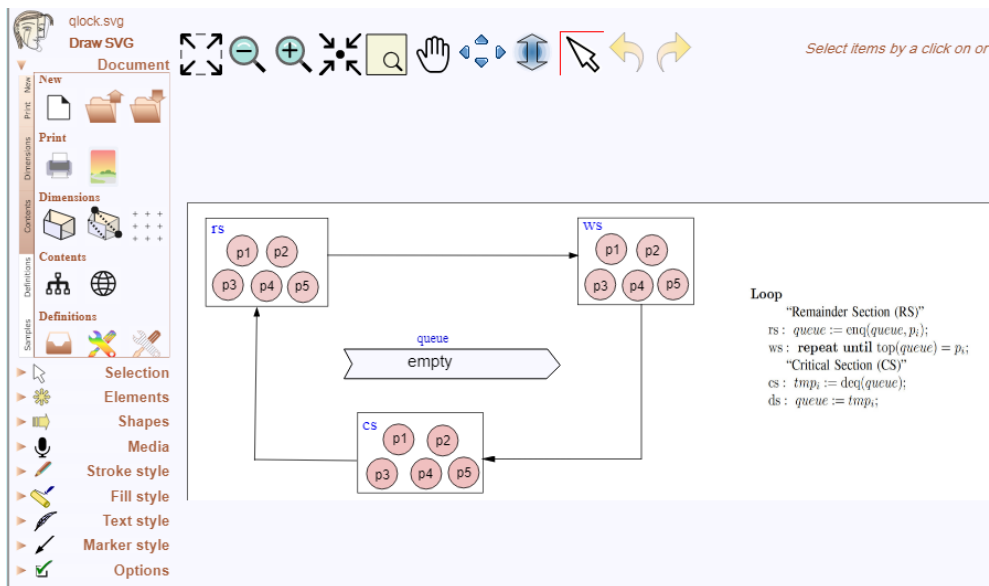 qlock.svg
Draw SVG
Document
Select items by a click on or
New
Print
Dimensions
Contents
Definitions
Samples
New
Print
Dimensions
Contents
Definitions
Selection
Elements
Shapes
Media
Stroke style
Fill style
Text style
Marker style
Options
rs
p1 p2
p3 p4 p5
ws
p1 p2
p3 p4 p5
queue
empty
cs
p1 p2
p3 p4 p5
Loop
“Remainder Section (RS)”
rs : queue := enq(queue, pᵢ);
ws : repeat until top(queue) = pᵢ;
“Critical Section (CS)”
cs : tmpᵢ := deq(queue);
ds : queue := tmpᵢ;